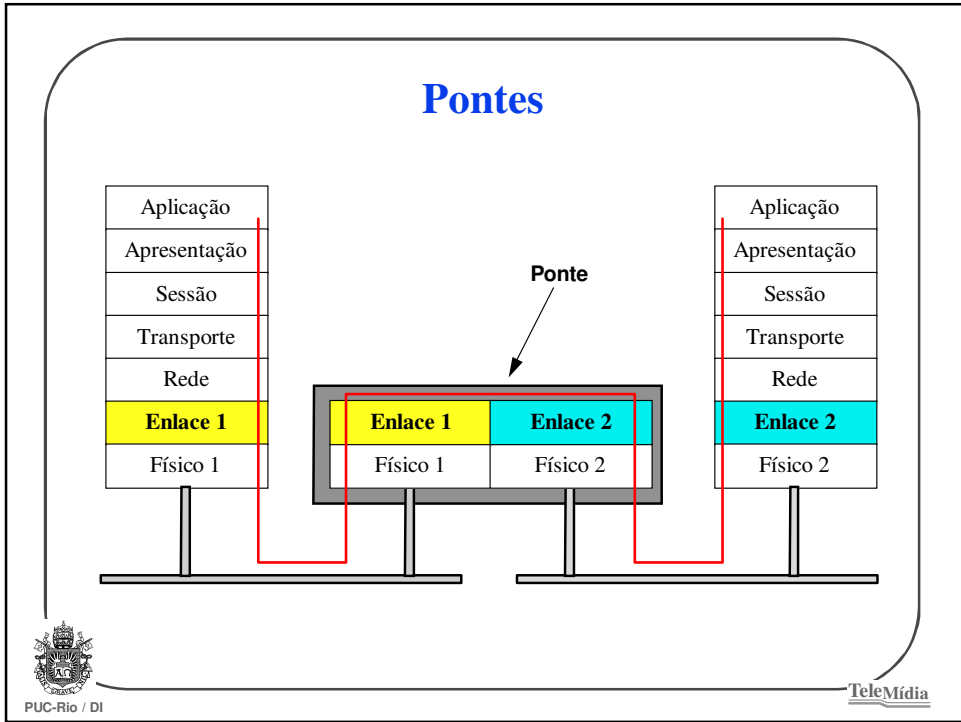 Pontes
Aplicação
Apresentação
Sessão
Transporte
Rede
Enlace 1
Físico 1
Ponte
Enlace 1
Enlace 2
Físico 1
Físico 2
Aplicação
Apresentação
Sessão
Transporte
Rede
Enlace 2
Físico 2
PUC-Rio / DI
TeleMídia